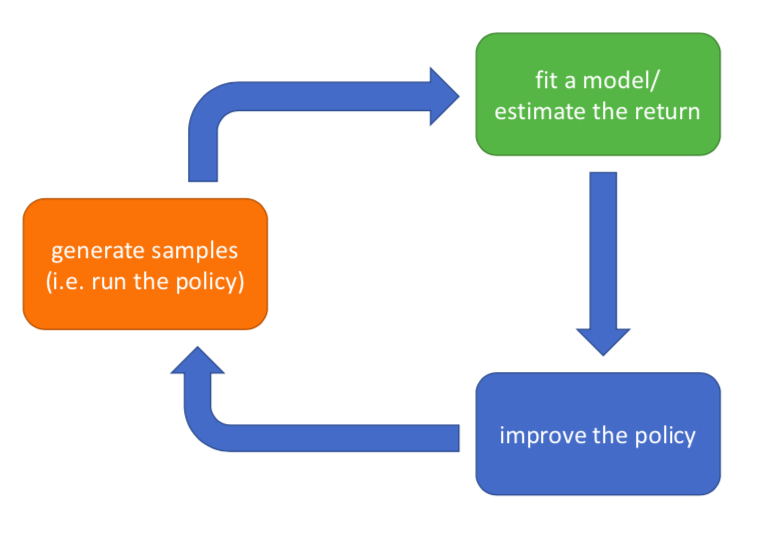 fit a model/
estimate the return
generate samples
(i.e. run the policy)
improve the policy